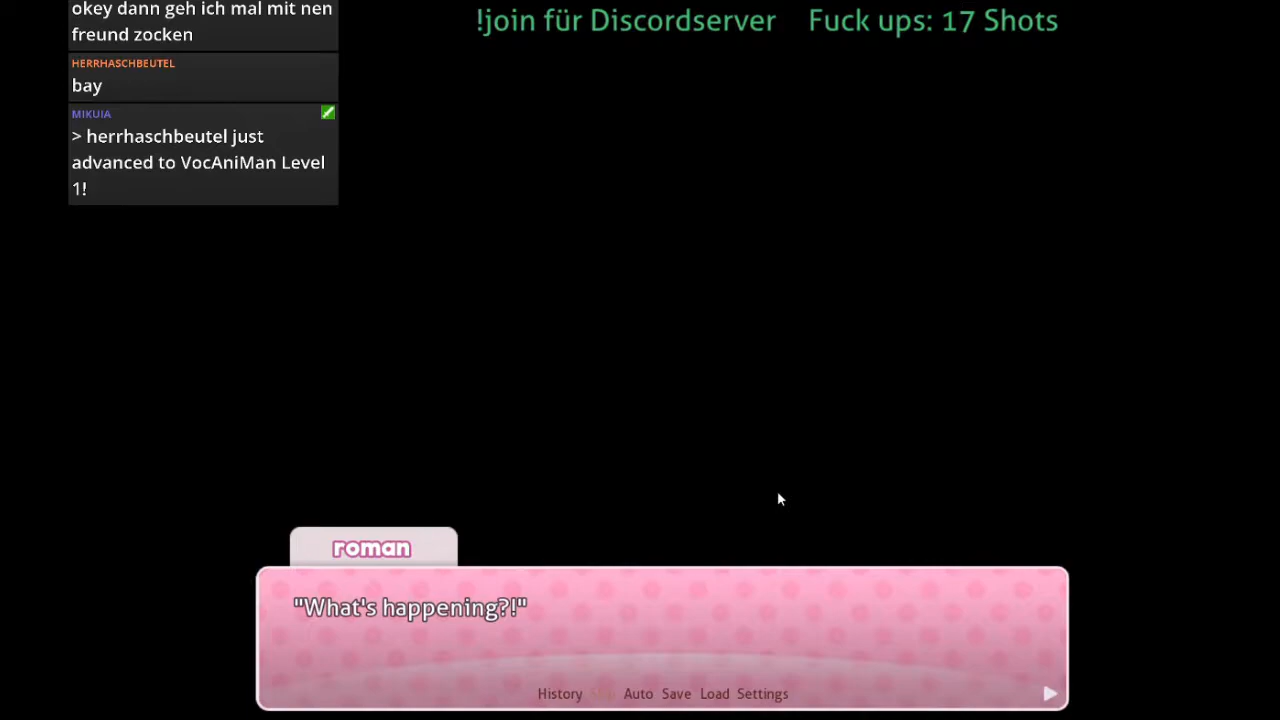 okey dann geh ich mal mit nen
freund zocken
HERRHASCHBEUTEL
bay
MIKUIA
> herrhaschbeutel just
advanced to VocAniMan Level
1!
!join für Discordserver Fuck ups: 17 Shots
roman
"What's happening?!"
History Skip Auto Save Load Settings